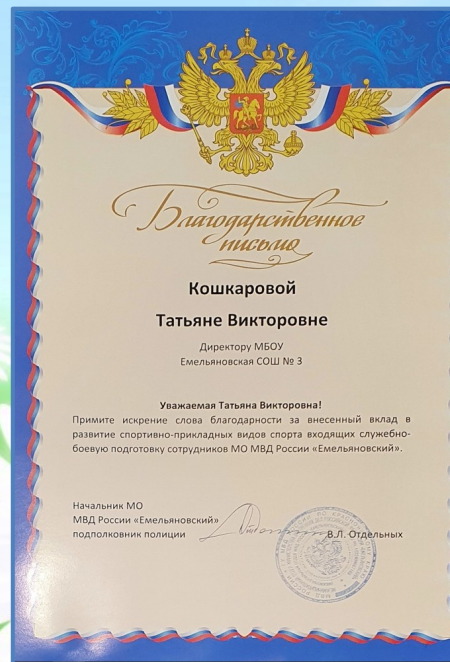 Благодарственное
письмо
Кошкаровой
Татьяне Викторовне
Директору МБОУ
Емельяновская СОШ № 3
Уважаемая Татьяна Викторовна!
Примите искрение слова благодарности за внесенный вклад в
развитие спортивно-прикладных видов спорта входящих служебно-
боевую подготовку сотрудников МО МВД России «Емельяновский».
Начальник МО
МВД России «Емельяновский»
подполковник полиции В.Л. Отдельных